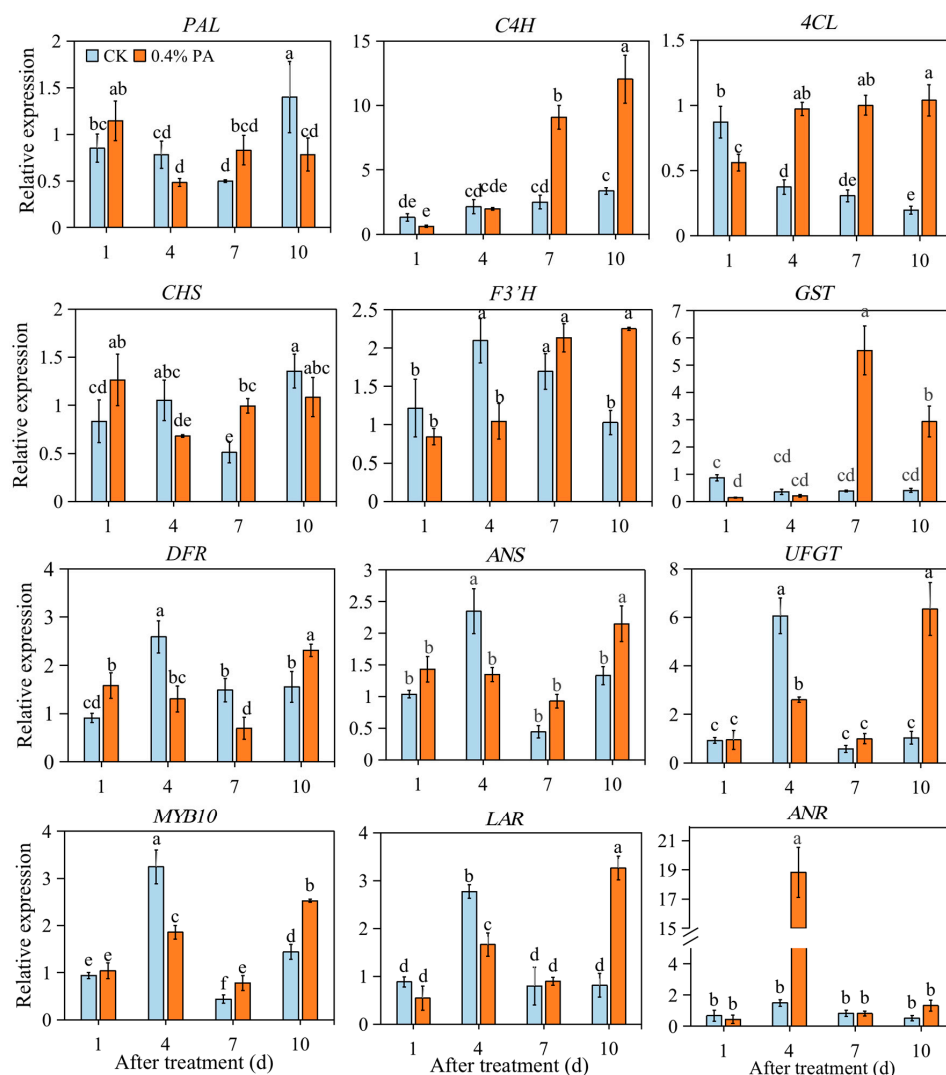 PAL
C4H
4CL
Relative expression
CK 0.4% PA
2
1.5
1
0.5
0
bc ab cd d d bcd a cd
1 4 7 10
15
10
5
0
de e cd cde cd b c a
1 4 7 10
1.5
1
0.5
0
b c d ab de ab e a
1 4 7 10
CHS
F3’H
GST
Relative expression
2
1.5
1
0.5
0
cd ab abc de e bc a abc
1 4 7 10
2.5
2
1.5
1
0.5
0
b b a b a a b a
1 4 7 10
7
6
5
4
3
2
1
0
c d cd cd cd a cd b
1 4 7 10
DFR
ANS
UFGT
Relative expression
4
3
2
1
0
cd b a bc b d b a
1 4 7 10
3
2.5
2
1.5
1
0.5
0
b b a b b b b a
1 4 7 10
8
6
4
2
0
c c a b c c c a
1 4 7 10
MYB10
LAR
ANR
Relative expression
4
3
2
1
0
e e a c f e d b
1 4 7 10
After treatment (d)
4
3
2
1
0
d d b c d d d a
1 4 7 10
After treatment (d)
21
19
17
15
4
2
0
b b b a b b b b
1 4 7 10
After treatment (d)